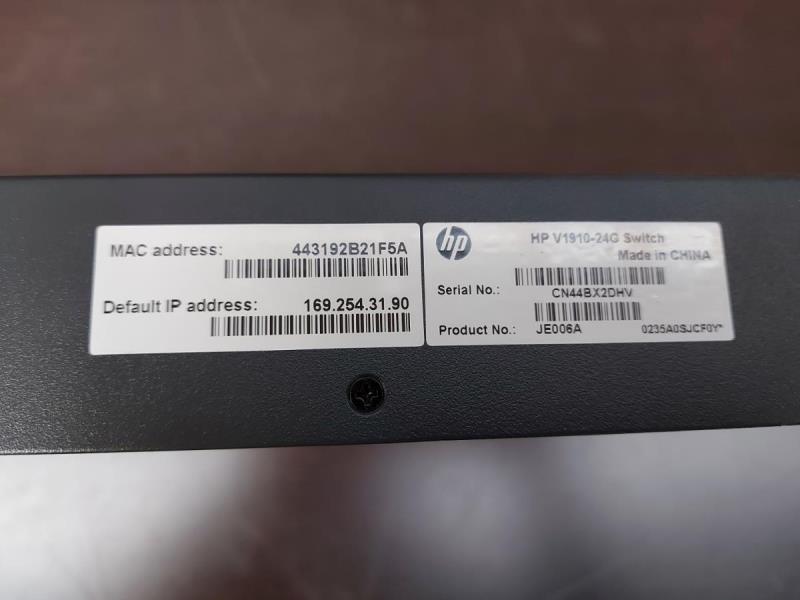 MAC address: 443192B21F5A
Default IP address: 169.254.31.90
hp
HP V1910-24G Switch
Made in CHINA
Serial No.: CN44BX2DHV
Product No.: JE006A 0235A0SJCF0Y*